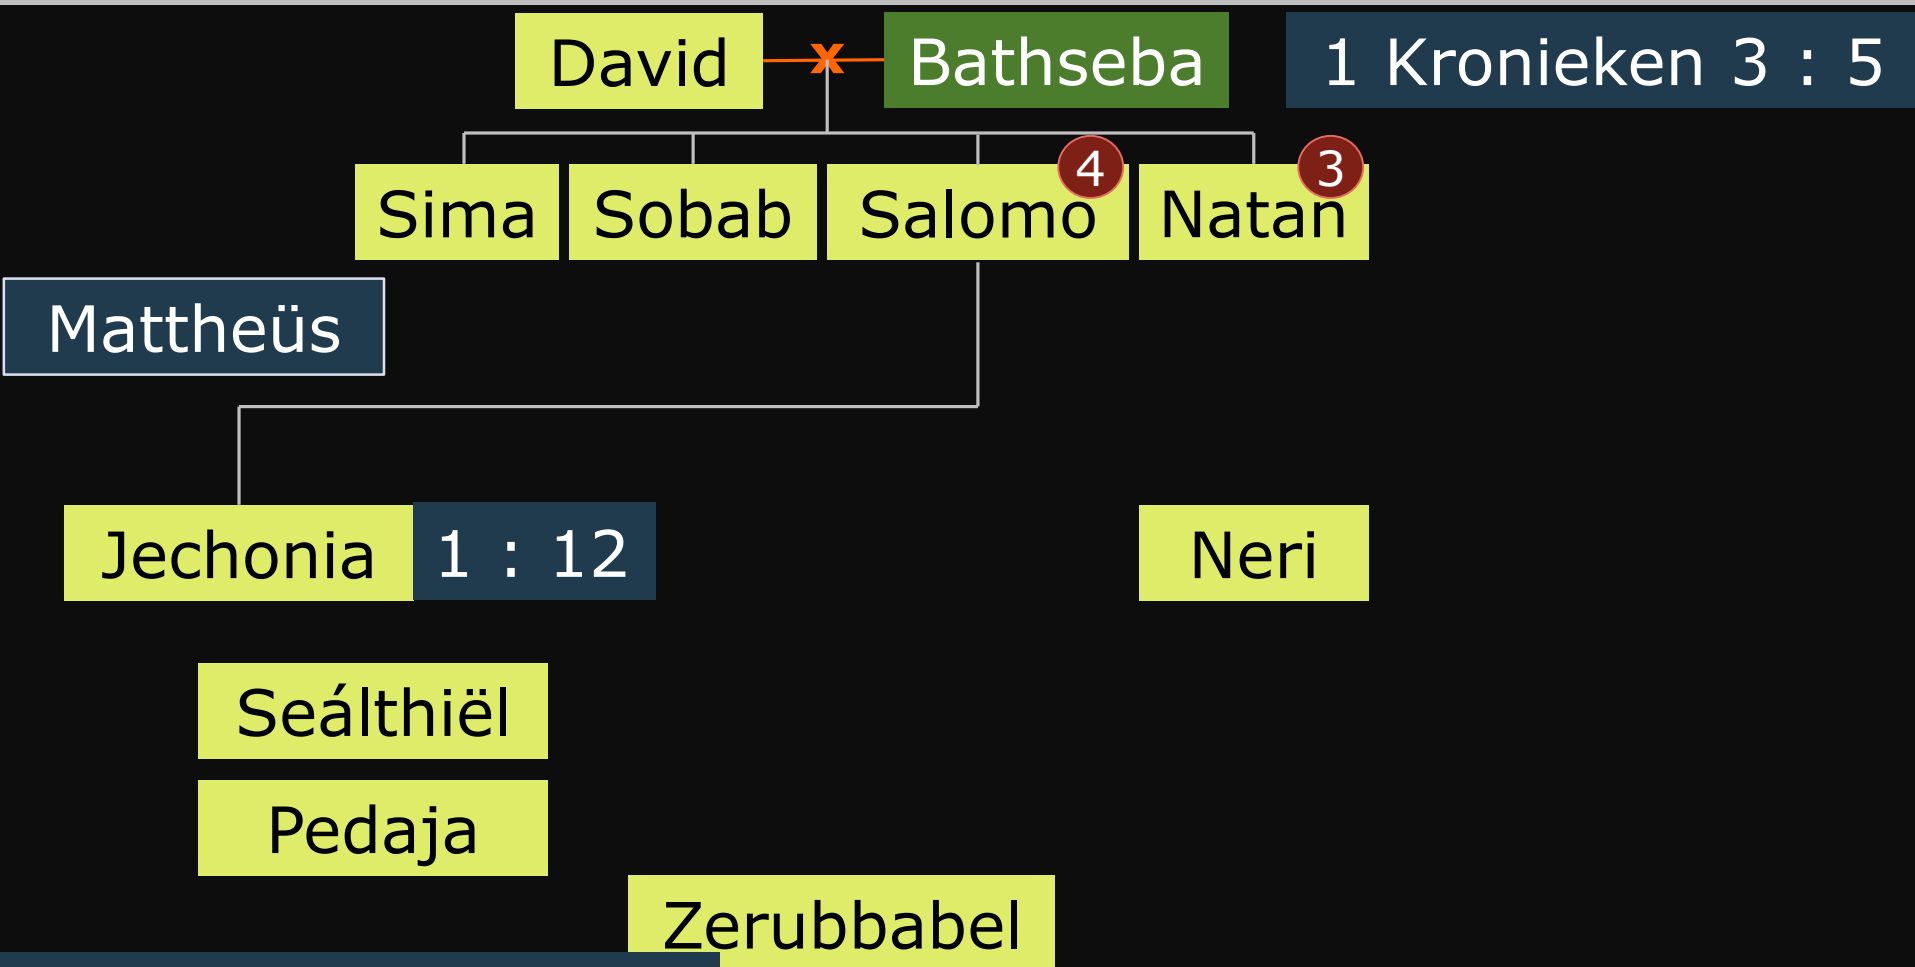 David x Bathseba 1 Kronieken 3 : 5
4 3
Sima Sobab Salomo Natan
Mattheüs
Jechonia 1 : 12 Neri
Seálthiël
Pedaja
Zerubbabel